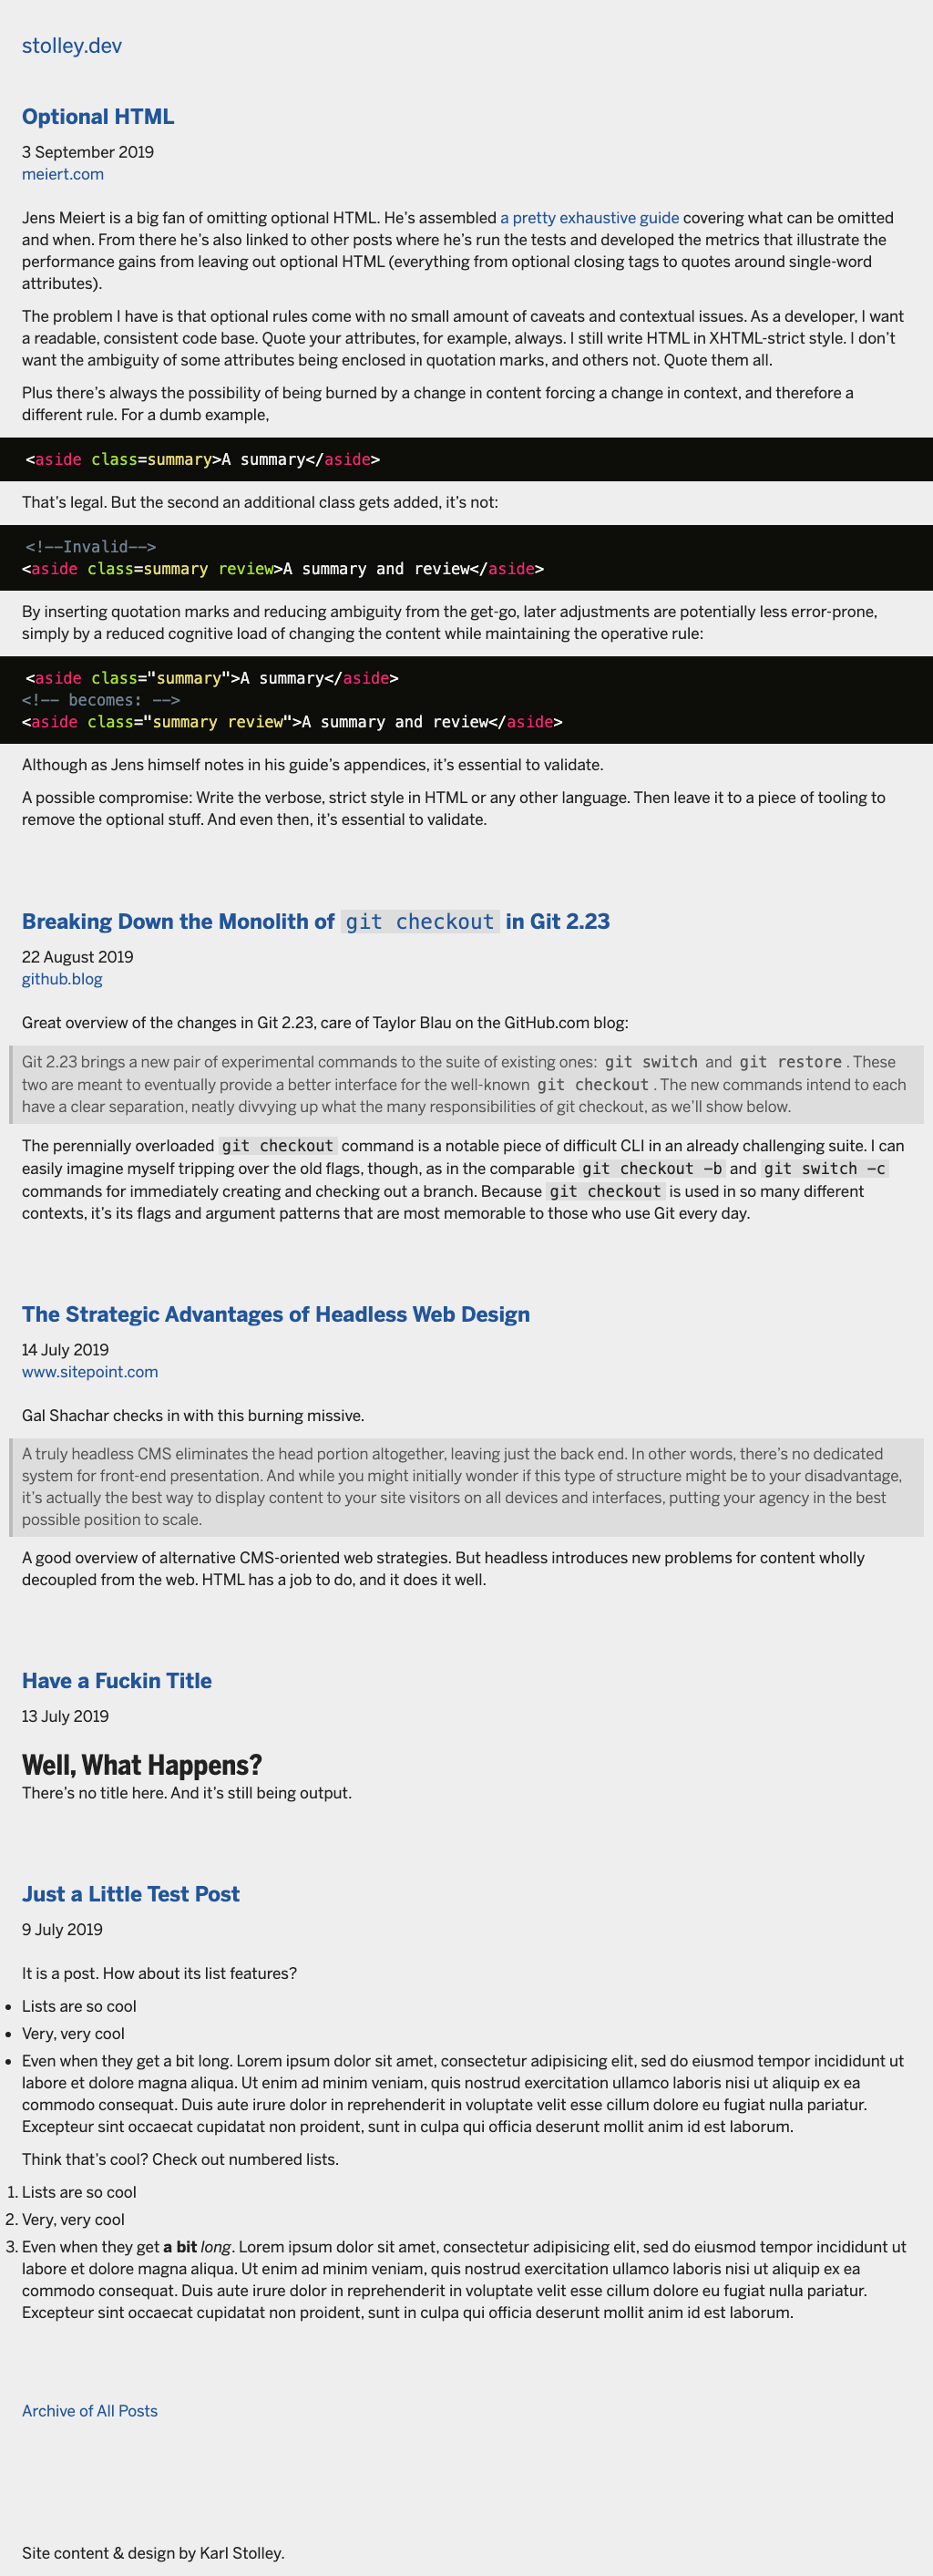 stolley.dev
Optional HTML
3 September 2019
meiert.com
Jens Meiert is a big fan of omitting optional HTML. He’s assembled a pretty exhaustive guide covering what can be omitted
and when. From there he’s also linked to other posts where he’s run the tests and developed the metrics that illustrate the
performance gains from leaving out optional HTML (everything from optional closing tags to quotes around single-word
attributes).
The problem I have is that optional rules come with no small amount of caveats and contextual issues. As a developer, I want
a readable, consistent code base. Quote your attributes, for example, always. I still write HTML in XHTML-strict style. I don’t
want the ambiguity of some attributes being enclosed in quotation marks, and others not. Quote them all.
Plus there’s always the possibility of being burned by a change in content forcing a change in context, and therefore a
different rule. For a dumb example,
<aside class=summary>A summary</aside>
That’s legal. But the second an additional class gets added, it’s not:
<!--Invalid-->
<aside class=summary review>A summary and review</aside>
By inserting quotation marks and reducing ambiguity from the get-go, later adjustments are potentially less error-prone,
simply by a reduced cognitive load of changing the content while maintaining the operative rule:
<aside class="summary">A summary</aside>
<!-- becomes: -->
<aside class="summary review">A summary and review</aside>
Although as Jens himself notes in his guide’s appendices, it’s essential to validate.
A possible compromise: Write the verbose, strict style in HTML or any other language. Then leave it to a piece of tooling to
remove the optional stuff. And even then, it’s essential to validate.
Breaking Down the Monolith of git checkout in Git 2.23
22 August 2019
github.blog
Great overview of the changes in Git 2.23, care of Taylor Blau on the GitHub.com blog:
Git 2.23 brings a new pair of experimental commands to the suite of existing ones: git switch and git restore . These
two are meant to eventually provide a better interface for the well-known git checkout . The new commands intend to each
have a clear separation, neatly divvying up what the many responsibilities of git checkout, as we’ll show below.
The perennially overloaded git checkout command is a notable piece of difficult CLI in an already challenging suite. I can
easily imagine myself tripping over the old flags, though, as in the comparable git checkout -b and git switch -c
commands for immediately creating and checking out a branch. Because git checkout is used in so many different
contexts, it’s its flags and argument patterns that are most memorable to those who use Git every day.
The Strategic Advantages of Headless Web Design
14 July 2019
www.sitepoint.com
Gal Shachar checks in with this burning missive.
A truly headless CMS eliminates the head portion altogether, leaving just the back end. In other words, there’s no dedicated
system for front-end presentation. And while you might initially wonder if this type of structure might be to your disadvantage,
it’s actually the best way to display content to your site visitors on all devices and interfaces, putting your agency in the best
possible position to scale.
A good overview of alternative CMS-oriented web strategies. But headless introduces new problems for content wholly
decoupled from the web. HTML has a job to do, and it does it well.
Have a Fuckin Title
13 July 2019
Well, What Happens?
There’s no title here. And it’s still being output.
Just a Little Test Post
9 July 2019
It is a post. How about its list features?
• Lists are so cool
• Very, very cool
• Even when they get a bit long. Lorem ipsum dolor sit amet, consectetur adipisicing elit, sed do eiusmod tempor incididunt ut
labore et dolore magna aliqua. Ut enim ad minim veniam, quis nostrud exercitation ullamco laboris nisi ut aliquip ex ea
commodo consequat. Duis aute irure dolor in reprehenderit in voluptate velit esse cillum dolore eu fugiat nulla pariatur.
Excepteur sint occaecat cupidatat non proident, sunt in culpa qui officia deserunt mollit anim id est laborum.
Think that’s cool? Check out numbered lists.
1. Lists are so cool
2. Very, very cool
3. Even when they get a bit long. Lorem ipsum dolor sit amet, consectetur adipisicing elit, sed do eiusmod tempor incididunt ut
labore et dolore magna aliqua. Ut enim ad minim veniam, quis nostrud exercitation ullamco laboris nisi ut aliquip ex ea
commodo consequat. Duis aute irure dolor in reprehenderit in voluptate velit esse cillum dolore eu fugiat nulla pariatur.
Excepteur sint occaecat cupidatat non proident, sunt in culpa qui officia deserunt mollit anim id est laborum.
Archive of All Posts
Site content & design by Karl Stolley.